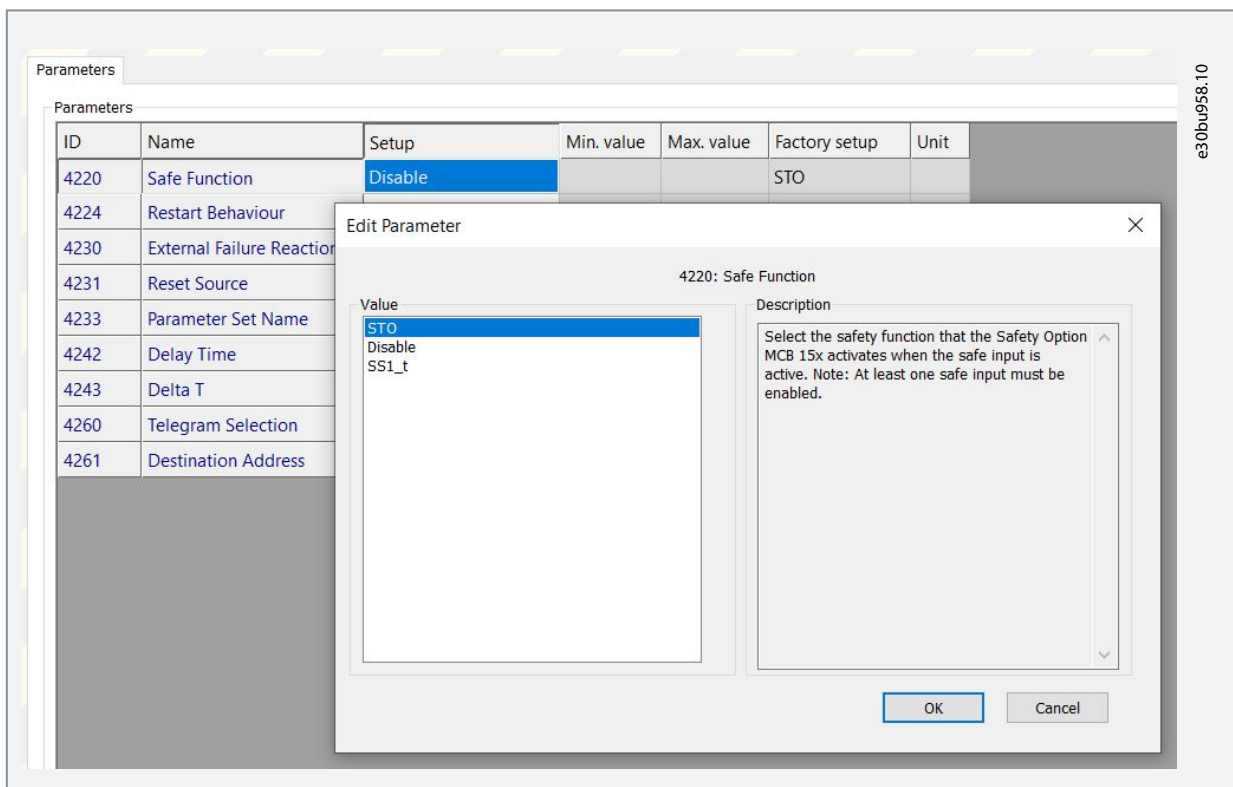 Parameters
Parameters
ID Name Setup Min. value Max. value Factory setup Unit
4220 Safe Function Disable STO
4224 Restart Behaviour
4230 External Failure Reaction
4231 Reset Source
4233 Parameter Set Name
4242 Delay Time
4243 Delta T
4260 Telegram Selection
4261 Destination Address
Edit Parameter
4220: Safe Function
Value
STO
Disable
SS1_t
Description
Select the safety function that the Safety Option
MCB 15x activates when the safe input is
active. Note: At least one safe input must be
enabled.
OK
Cancel
e30bu958.10